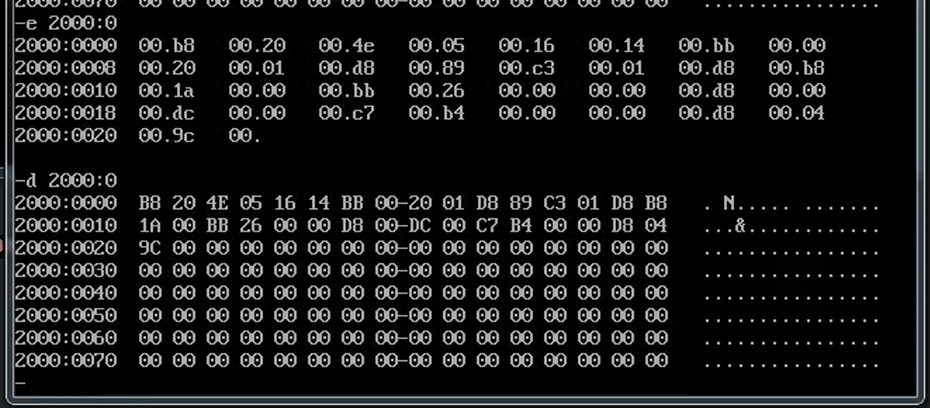 2000:0070 00 00 00 00 00 00 00 00-00 00 00 00 00 00 00 00 ................
-e 2000:0
2000:0000 00.b8 00.20 00.4e 00.05 00.16 00.14 00.bb 00.00
2000:0008 00.20 00.01 00.d8 00.89 00.c3 00.01 00.d8 00.b8
2000:0010 00.1a 00.00 00.bb 00.26 00.00 00.00 00.d8 00.00
2000:0018 00.dc 00.00 00.c7 00.b4 00.00 00.00 00.d8 00.04
2000:0020 00.9c 00.
-d 2000:0
2000:0000 B8 20 4E 05 16 14 BB 00-20 01 D8 89 C3 01 D8 B8 . N..... .......
2000:0010 1A 00 BB 26 00 00 D8 00-DC 00 C7 B4 00 00 D8 04 ...&............
2000:0020 9C 00 00 00 00 00 00 00-00 00 00 00 00 00 00 00 ................
2000:0030 00 00 00 00 00 00 00 00-00 00 00 00 00 00 00 00 ................
2000:0040 00 00 00 00 00 00 00 00-00 00 00 00 00 00 00 00 ................
2000:0050 00 00 00 00 00 00 00 00-00 00 00 00 00 00 00 00 ................
2000:0060 00 00 00 00 00 00 00 00-00 00 00 00 00 00 00 00 ................
2000:0070 00 00 00 00 00 00 00 00-00 00 00 00 00 00 00 00 ................
-